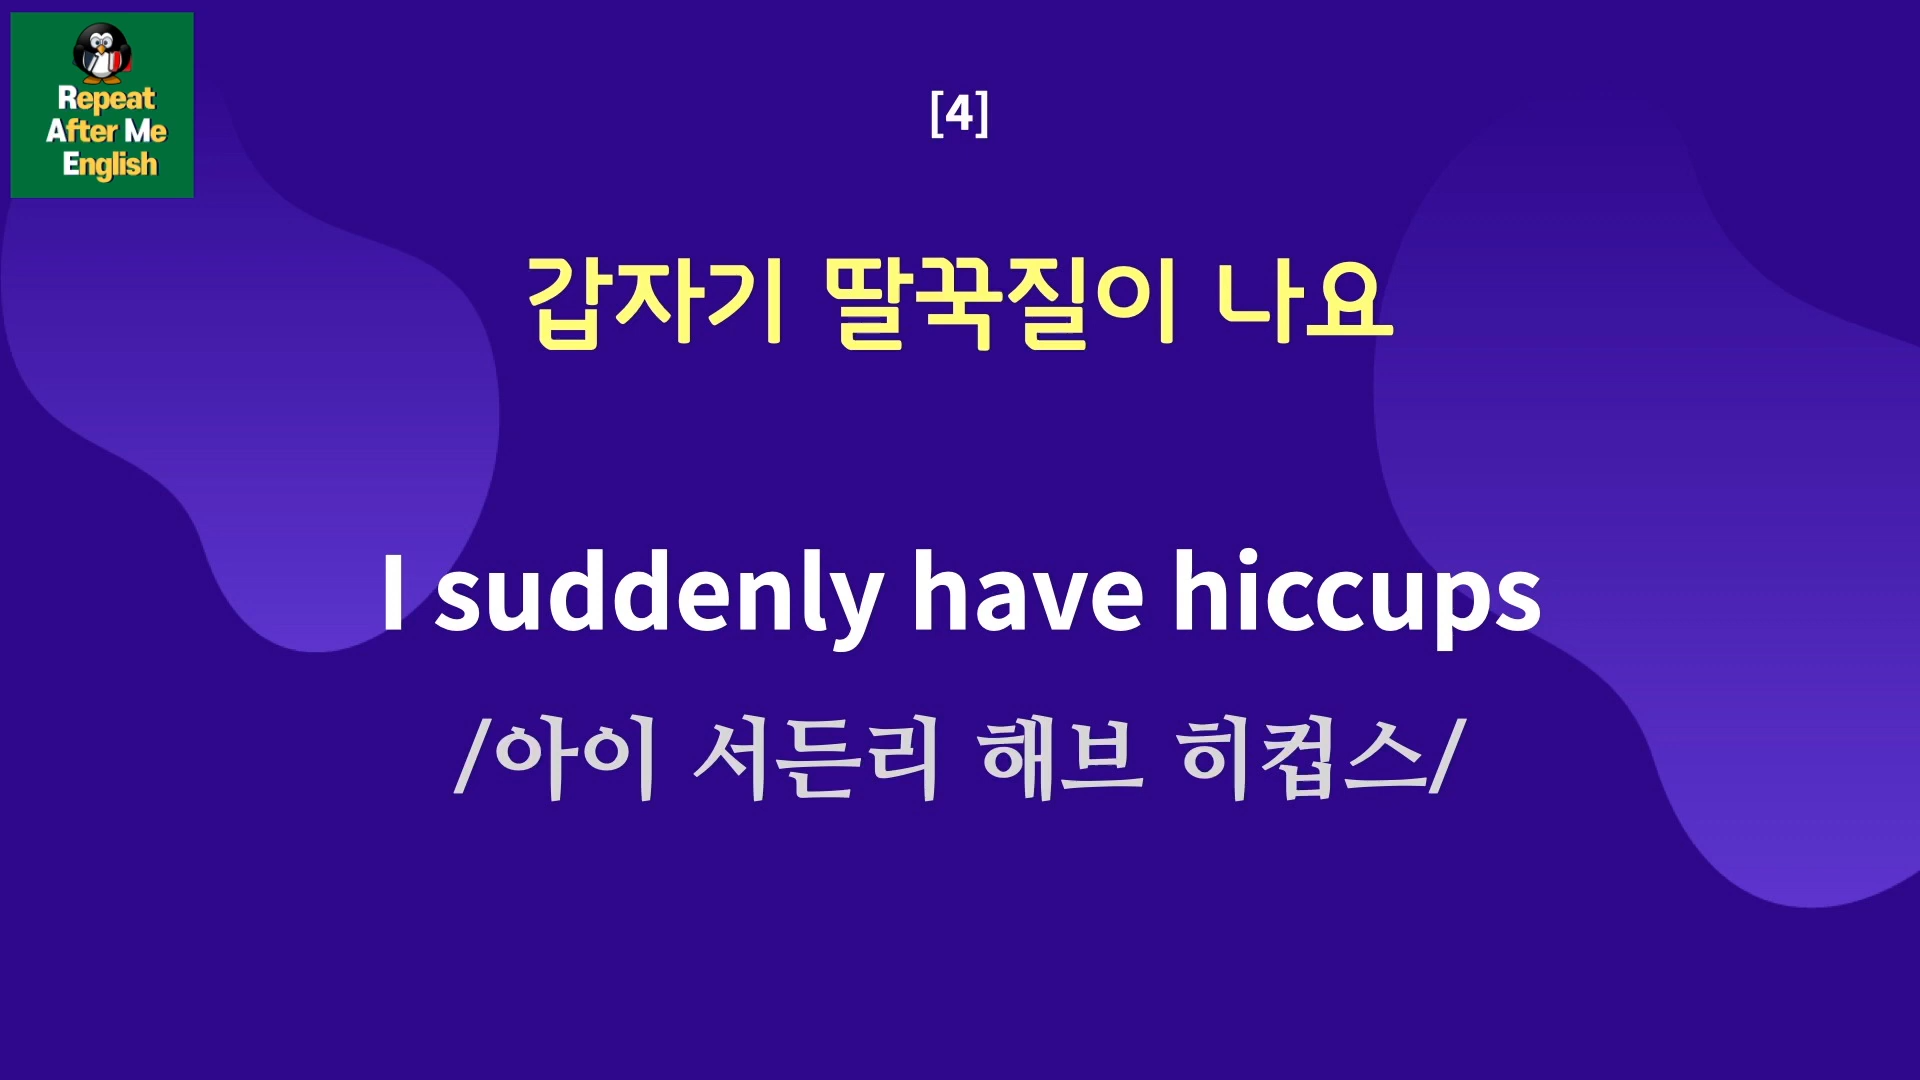 Repeat
After Me
English
[4]
갑자기 딸꾹질이 나요
I suddenly have hiccups
/아이 서든리 해브 히컵스/